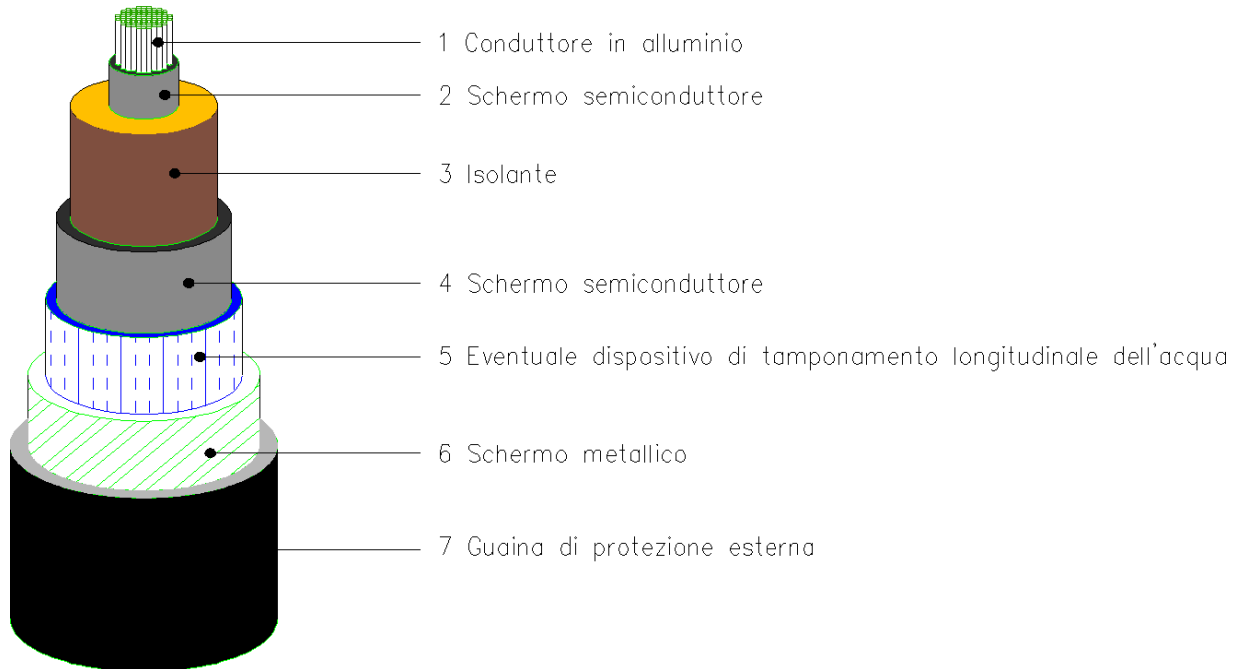 1 Conduttore in alluminio
2 Schermo semiconduttore
3 Isolante
4 Schermo semiconduttore
5 Eventuale dispositivo di tamponamento longitudinale dell'acqua
6 Schermo metallico
7 Guaina di protezione esterna